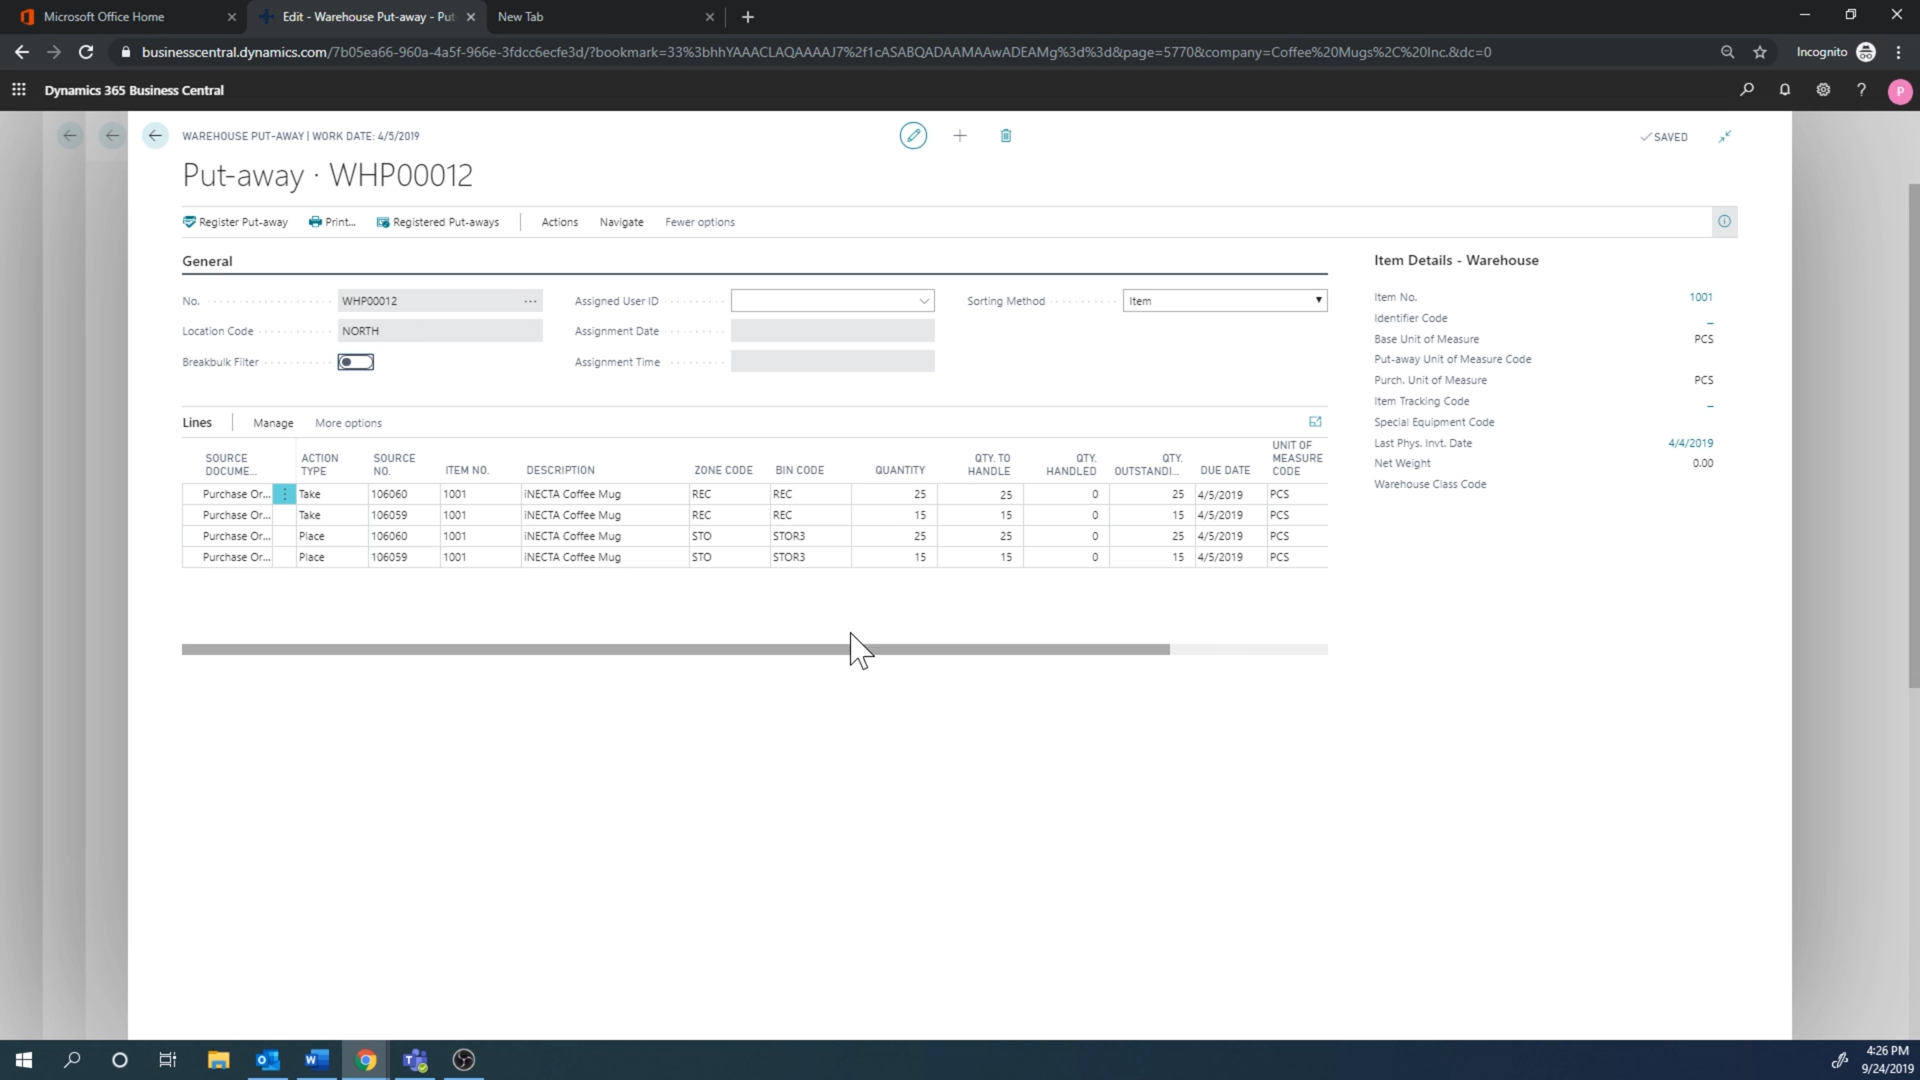 Microsoft Office Home
Edit - Warehouse Put-away - Put
New Tab
businesscentral.dynamics.com/7b05ea66-960a-4a5f-966e-3fdcc6ecfe3d/?bookmark=33%3bhhYAAACLAQAAAAJ7%2f1cASABQADAAMAAwADEAMg%3d%3d&page=5770&company=Coffee%20Mugs%2C%20Inc.&dc=0
Incognito
Dynamics 365 Business Central
?
P
WAREHOUSE PUT-AWAY | WORK DATE: 4/5/2019
SAVED
Put-away · WHP00012
Register Put-away Print... Registered Put-aways Actions Navigate Fewer options
General
No. WHP00012 ...
Location Code NORTH
Breakbulk Filter
Assigned User ID
Assignment Date
Assignment Time
Sorting Method Item
Lines Manage More options
SOURCE DOCUME... ACTION TYPE SOURCE NO. ITEM NO. DESCRIPTION ZONE CODE BIN CODE QUANTITY QTY. TO HANDLE QTY. HANDLED QTY. OUTSTANDI... DUE DATE UNIT OF MEASURE CODE
Purchase Or... Take 106060 1001 iNECTA Coffee Mug REC REC 25 25 0 25 4/5/2019 PCS
Purchase Or... Take 106059 1001 iNECTA Coffee Mug REC REC 15 15 0 15 4/5/2019 PCS
Purchase Or... Place 106060 1001 iNECTA Coffee Mug STO STOR3 25 25 0 25 4/5/2019 PCS
Purchase Or... Place 106059 1001 iNECTA Coffee Mug STO STOR3 15 15 0 15 4/5/2019 PCS
Item Details - Warehouse
Item No. 1001
Identifier Code _
Base Unit of Measure PCS
Put-away Unit of Measure Code
Purch. Unit of Measure PCS
Item Tracking Code _
Special Equipment Code
Last Phys. Invt. Date 4/4/2019
Net Weight 0.00
Warehouse Class Code
4:26 PM
9/24/2019